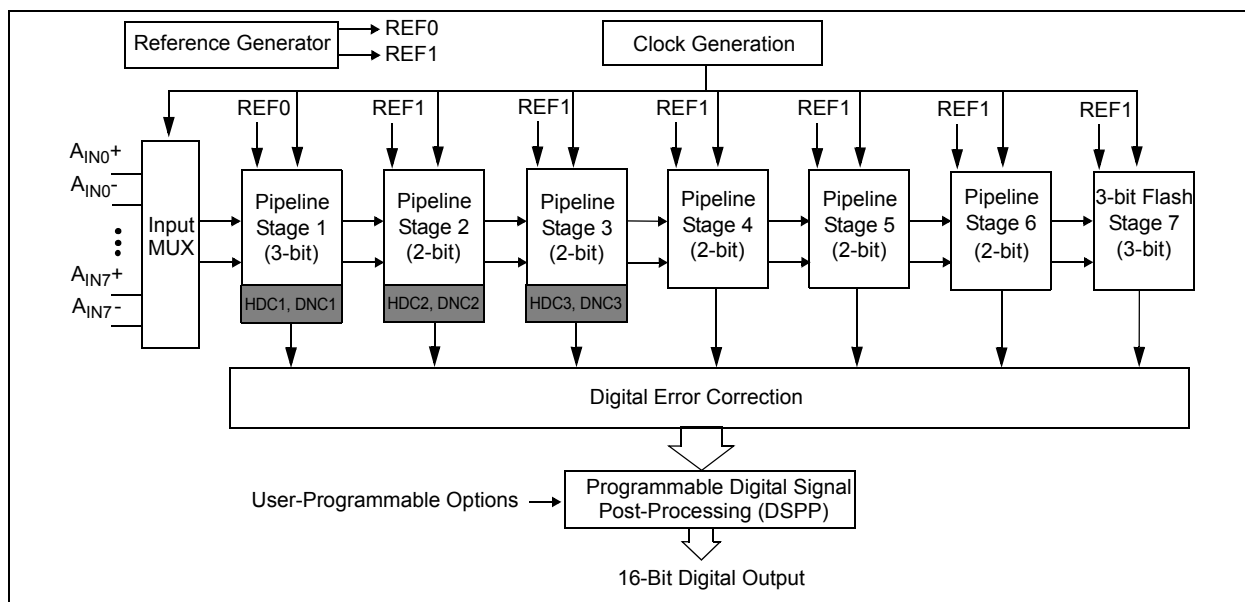 Reference Generator
REF0
REF1
Clock Generation
REF0
REF1
REF1
REF1
REF1
REF1
REF1
AIN0+
AIN0-
AIN7+
AIN7-
Input
MUX
Pipeline
Stage 1
(3-bit)
HDC1, DNC1
Pipeline
Stage 2
(2-bit)
HDC2, DNC2
Pipeline
Stage 3
(2-bit)
HDC3, DNC3
Pipeline
Stage 4
(2-bit)
Pipeline
Stage 5
(2-bit)
Pipeline
Stage 6
(2-bit)
3-bit Flash
Stage 7
(3-bit)
Digital Error Correction
User-Programmable Options
Programmable Digital Signal
Post-Processing (DSPP)
16-Bit Digital Output